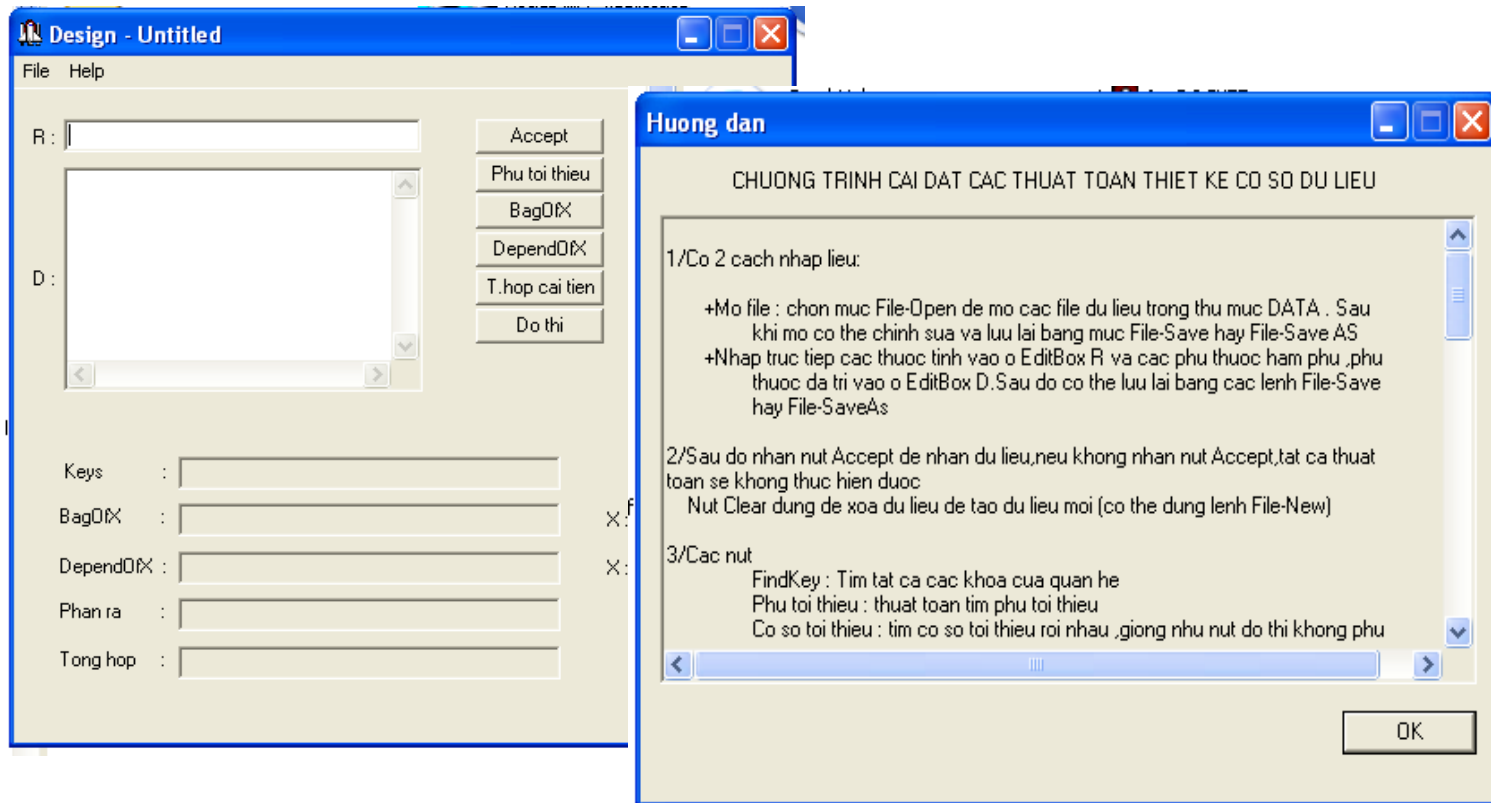 Design - Untitled
File Help
R :
Accept
Phu toi thieu
BagOfX
D :
DependOfX
T.hop cai tien
Do thi
Keys :
BagOfX :
X :
DependOfX :
X :
Phan ra :
Tong hop :
Huong dan
CHUONG TRINH CAI DAT CAC THUAT TOAN THIET KE CO SO DU LIEU
1/Co 2 cach nhap lieu:
+Mo file : chon muc File-Open de mo cac file du lieu trong thu muc DATA . Sau
khi mo co the chinh sua va luu lai bang muc File-Save hay File-Save AS
+Nhap truc tiep cac thuoc tinh vao o EditBox R va cac phu thuoc ham phu ,phu
thuoc da tri vao o EditBox D.Sau do co the luu lai bang cac lenh File-Save
hay File-SaveAs
2/Sau do nhan nut Accept de nhan du lieu,neu khong nhan nut Accept,tat ca thuat
toan se khong thuc hien duoc
Nut Clear dung de xoa du lieu de tao du lieu moi (co the dung lenh File-New)
3/Cac nut
FindKey : Tim tat ca cac khoa cua quan he
Phu toi thieu : thuat toan tim phu toi thieu
Co so toi thieu : tim co so toi thieu roi nhau ,giong nhu nut do thi khong phu
OK